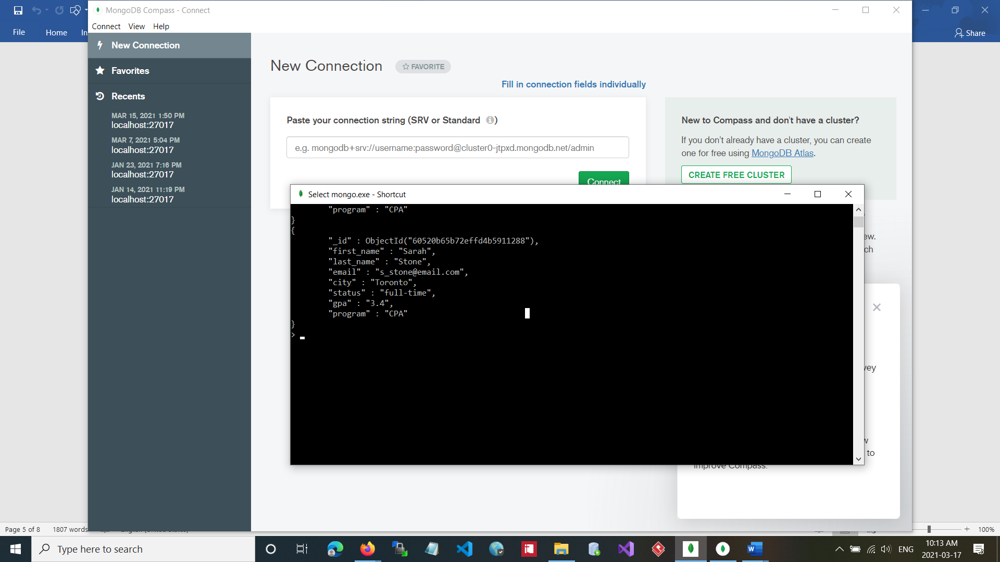 MongoDB Compass - Connect
File
Home
In
Share
Connect View Help
New Connection
Favorites
Recents
MAR 15, 2021 1:50 PM
localhost:27017
MAR 7, 2021 5:04 PM
localhost:27017
JAN 23, 2021 7:16 PM
localhost:27017
JAN 14, 2021 11:19 PM
localhost:27017
New Connection
FAVORITE
Fill in connection fields individually
Paste your connection string (SRV or Standard )
e.g. mongodb+srv://username:password@cluster0-jtpxd.mongodb.net/admin
Connect
New to Compass and don't have a cluster?
If you don't already have a cluster, you can create
one for free using MongoDB Atlas.
CREATE FREE CLUSTER
Select mongo.exe - Shortcut
"program" : "CPA"
}
{
"_id" : ObjectId("60520b65b72effd4b5911288"),
"first_name" : "Sarah",
"last_name" : "Stone",
"email" : "s_stone@email.com",
"city" : "Toronto",
"status" : "full-time",
"gpa" : "3.4",
"program" : "CPA"
}
>
ew.
ch
vey
w
to
improve Compass.
Page 5 of 8 1807 words
100%
Type here to search
ENG
10:13 AM
2021-03-17